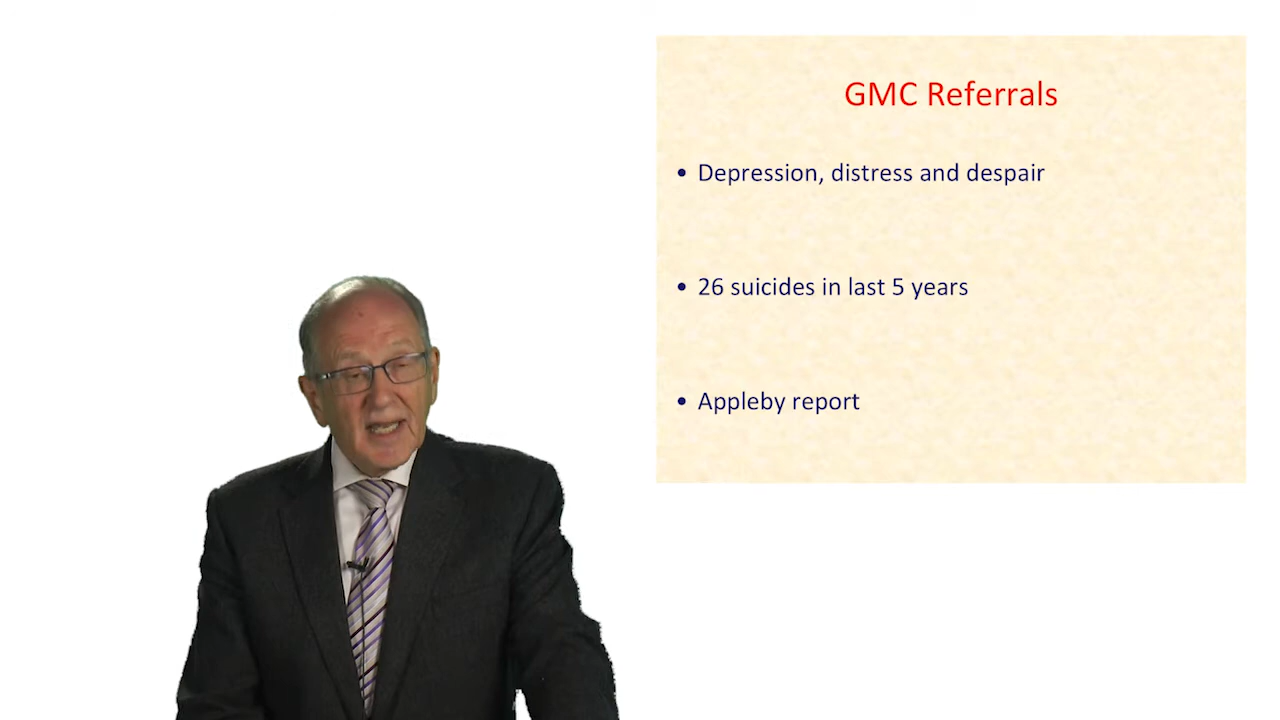 GMC Referrals
• Depression, distress and despair
• 26 suicides in last 5 years
• Appleby report